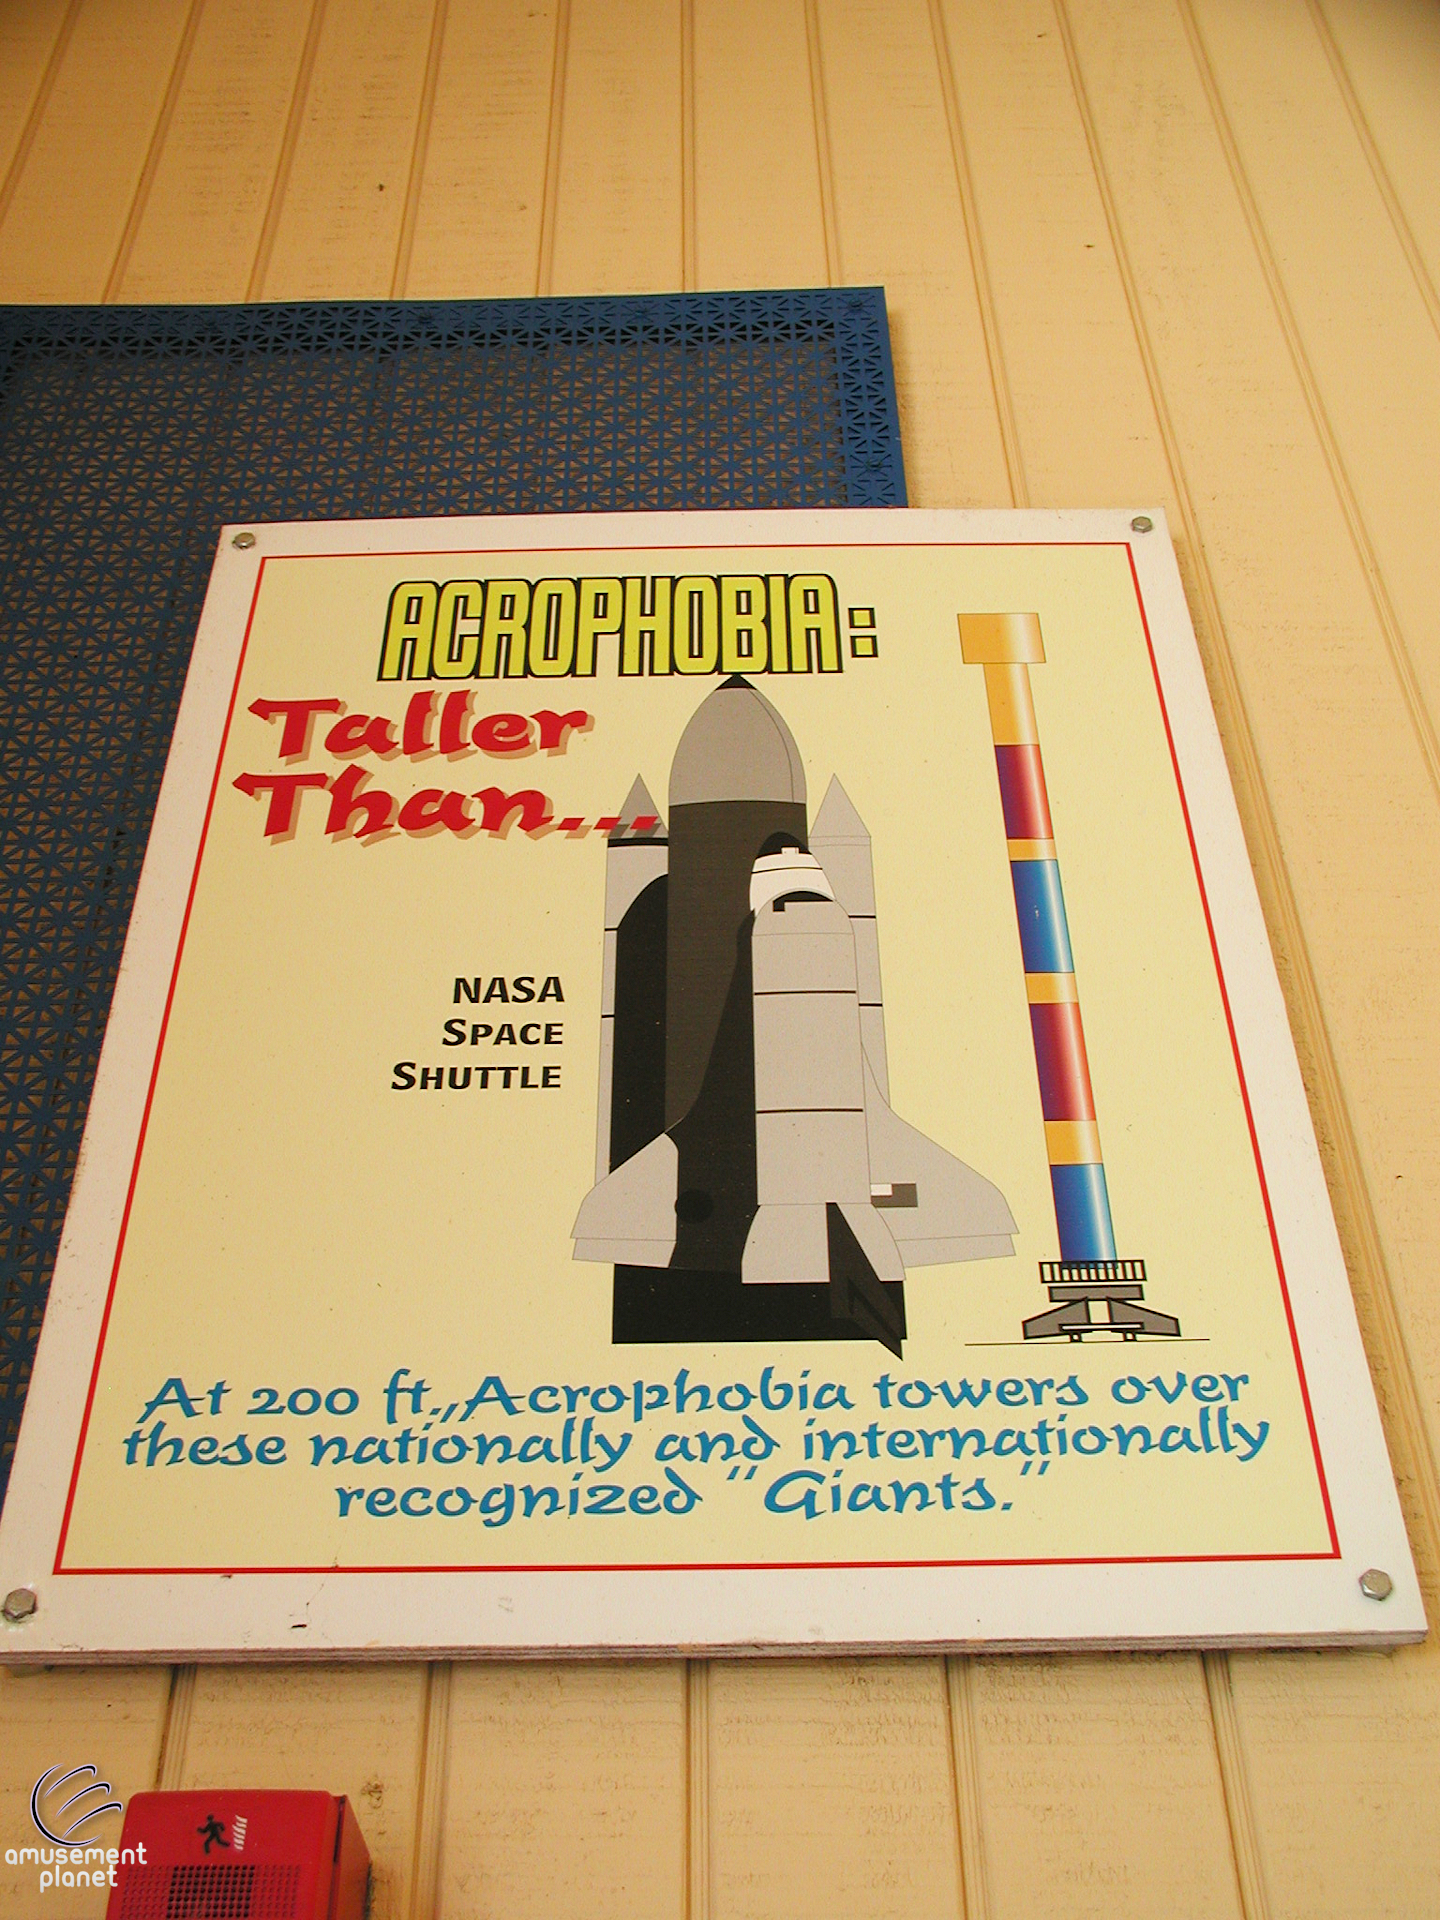 ACROPHOBIA:
Taller
Than...
NASA
SPACE
SHUTTLE
At 200 ft., Acrophobia towers over
these nationally and internationally
recognized "Giants."
amusement
planet